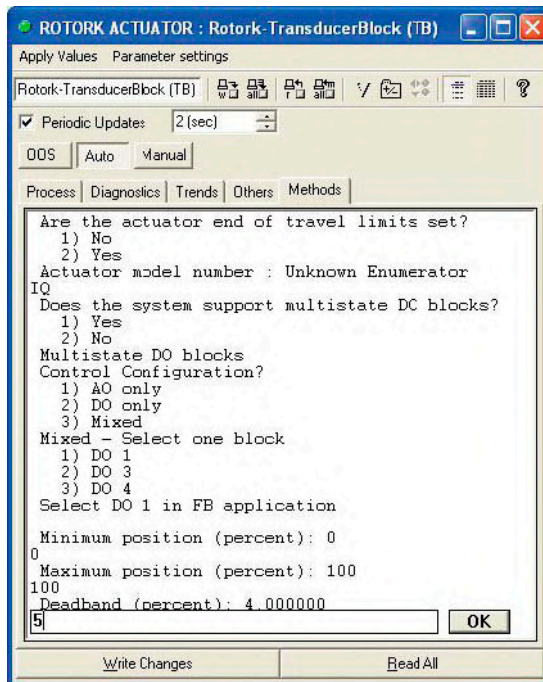 ROTORK ACTUATOR : Rotork-TransducerBlock (TB)
Apply Values Parameter settings
Rotork-TransducerBlock (TB)
Periodic Updates 2 (sec)
OOS Auto Manual
Process Diagnostics Trends Others Methods
Are the actuator end of travel limits set?
1) No
2) Yes
Actuator model number : Unknown Enumerator
IQ
Does the system support multistate DC blocks?
1) Yes
2) No
Multistate DO blocks
Control Configuration?
1) AO only
2) DO only
3) Mixed
Mixed – Select one block
1) DO 1
2) DO 3
3) DO 4
Select DO 1 in FB application
Minimum position (percent): 0
0
Maximum position (percent): 100
100
Deadband (percent): 4.000000
5 OK
Write Changes Read All